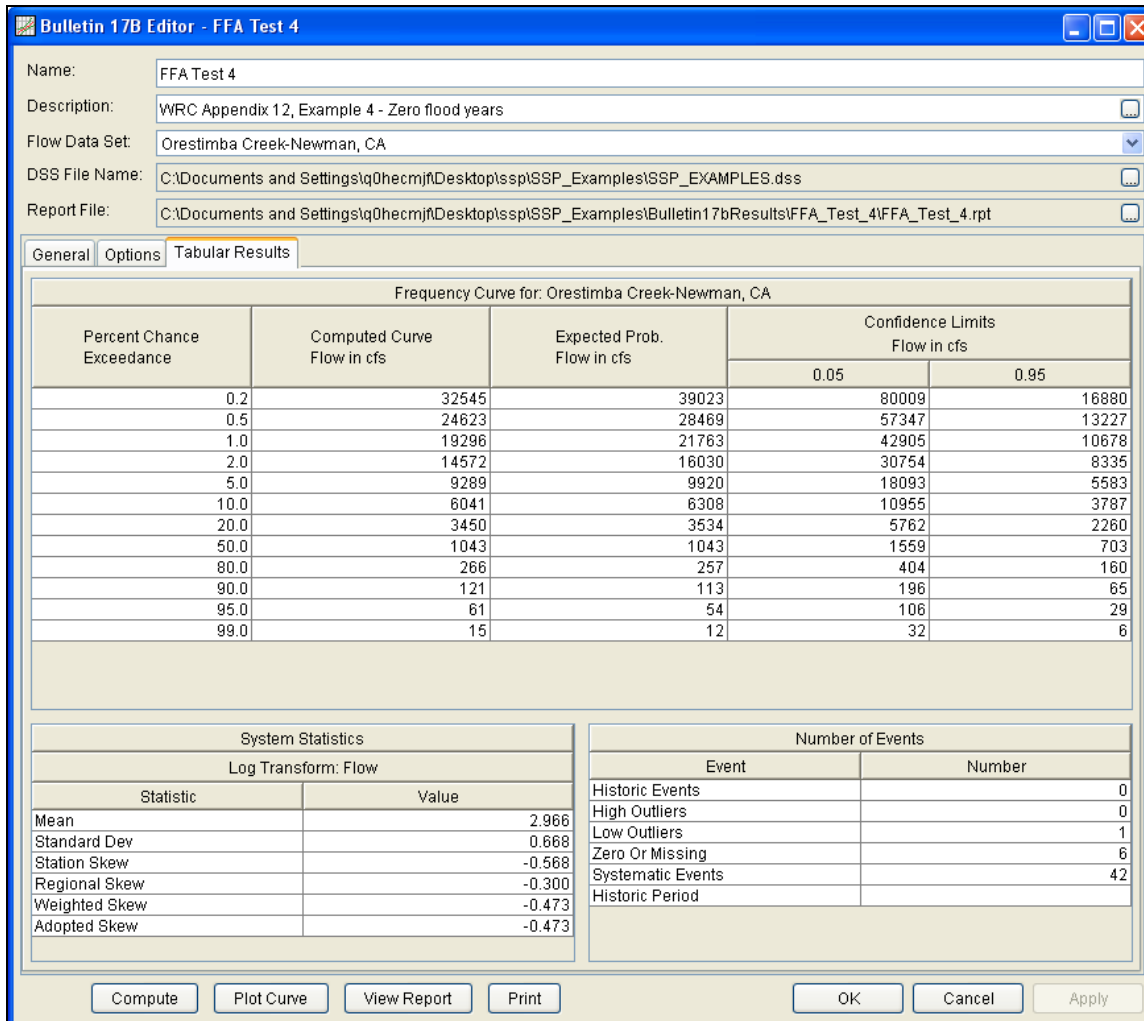 Bulletin 17B Editor - FFA Test 4
Name: FFA Test 4
Description: WRC Appendix 12, Example 4 - Zero flood years ...
Flow Data Set: Orestimba Creek-Newman, CA
DSS File Name: C:\Documents and Settings\q0hecmjf\Desktop\ssp\SSP_Examples\SSP_EXAMPLES.dss ...
Report File: C:\Documents and Settings\q0hecmjf\Desktop\ssp\SSP_Examples\Bulletin17bResults\FFA_Test_4\FFA_Test_4.rpt ...
General Options Tabular Results
Frequency Curve for: Orestimba Creek-Newman, CA
Percent Chance Exceedance Computed Curve Flow in cfs Expected Prob. Flow in cfs Confidence Limits Flow in cfs
0.05 0.95
0.2 32545 39023 80009 16880
0.5 24623 28469 57347 13227
1.0 19296 21763 42905 10678
2.0 14572 16030 30754 8335
5.0 9289 9920 18093 5583
10.0 6041 6308 10955 3787
20.0 3450 3534 5762 2260
50.0 1043 1043 1559 703
80.0 266 257 404 160
90.0 121 113 196 65
95.0 61 54 106 29
99.0 15 12 32 6
System Statistics
Log Transform: Flow
Statistic Value
Mean 2.966
Standard Dev 0.668
Station Skew -0.568
Regional Skew -0.300
Weighted Skew -0.473
Adopted Skew -0.473
Number of Events
Event Number
Historic Events 0
High Outliers 0
Low Outliers 1
Zero Or Missing 6
Systematic Events 42
Historic Period
Compute Plot Curve View Report Print OK Cancel Apply